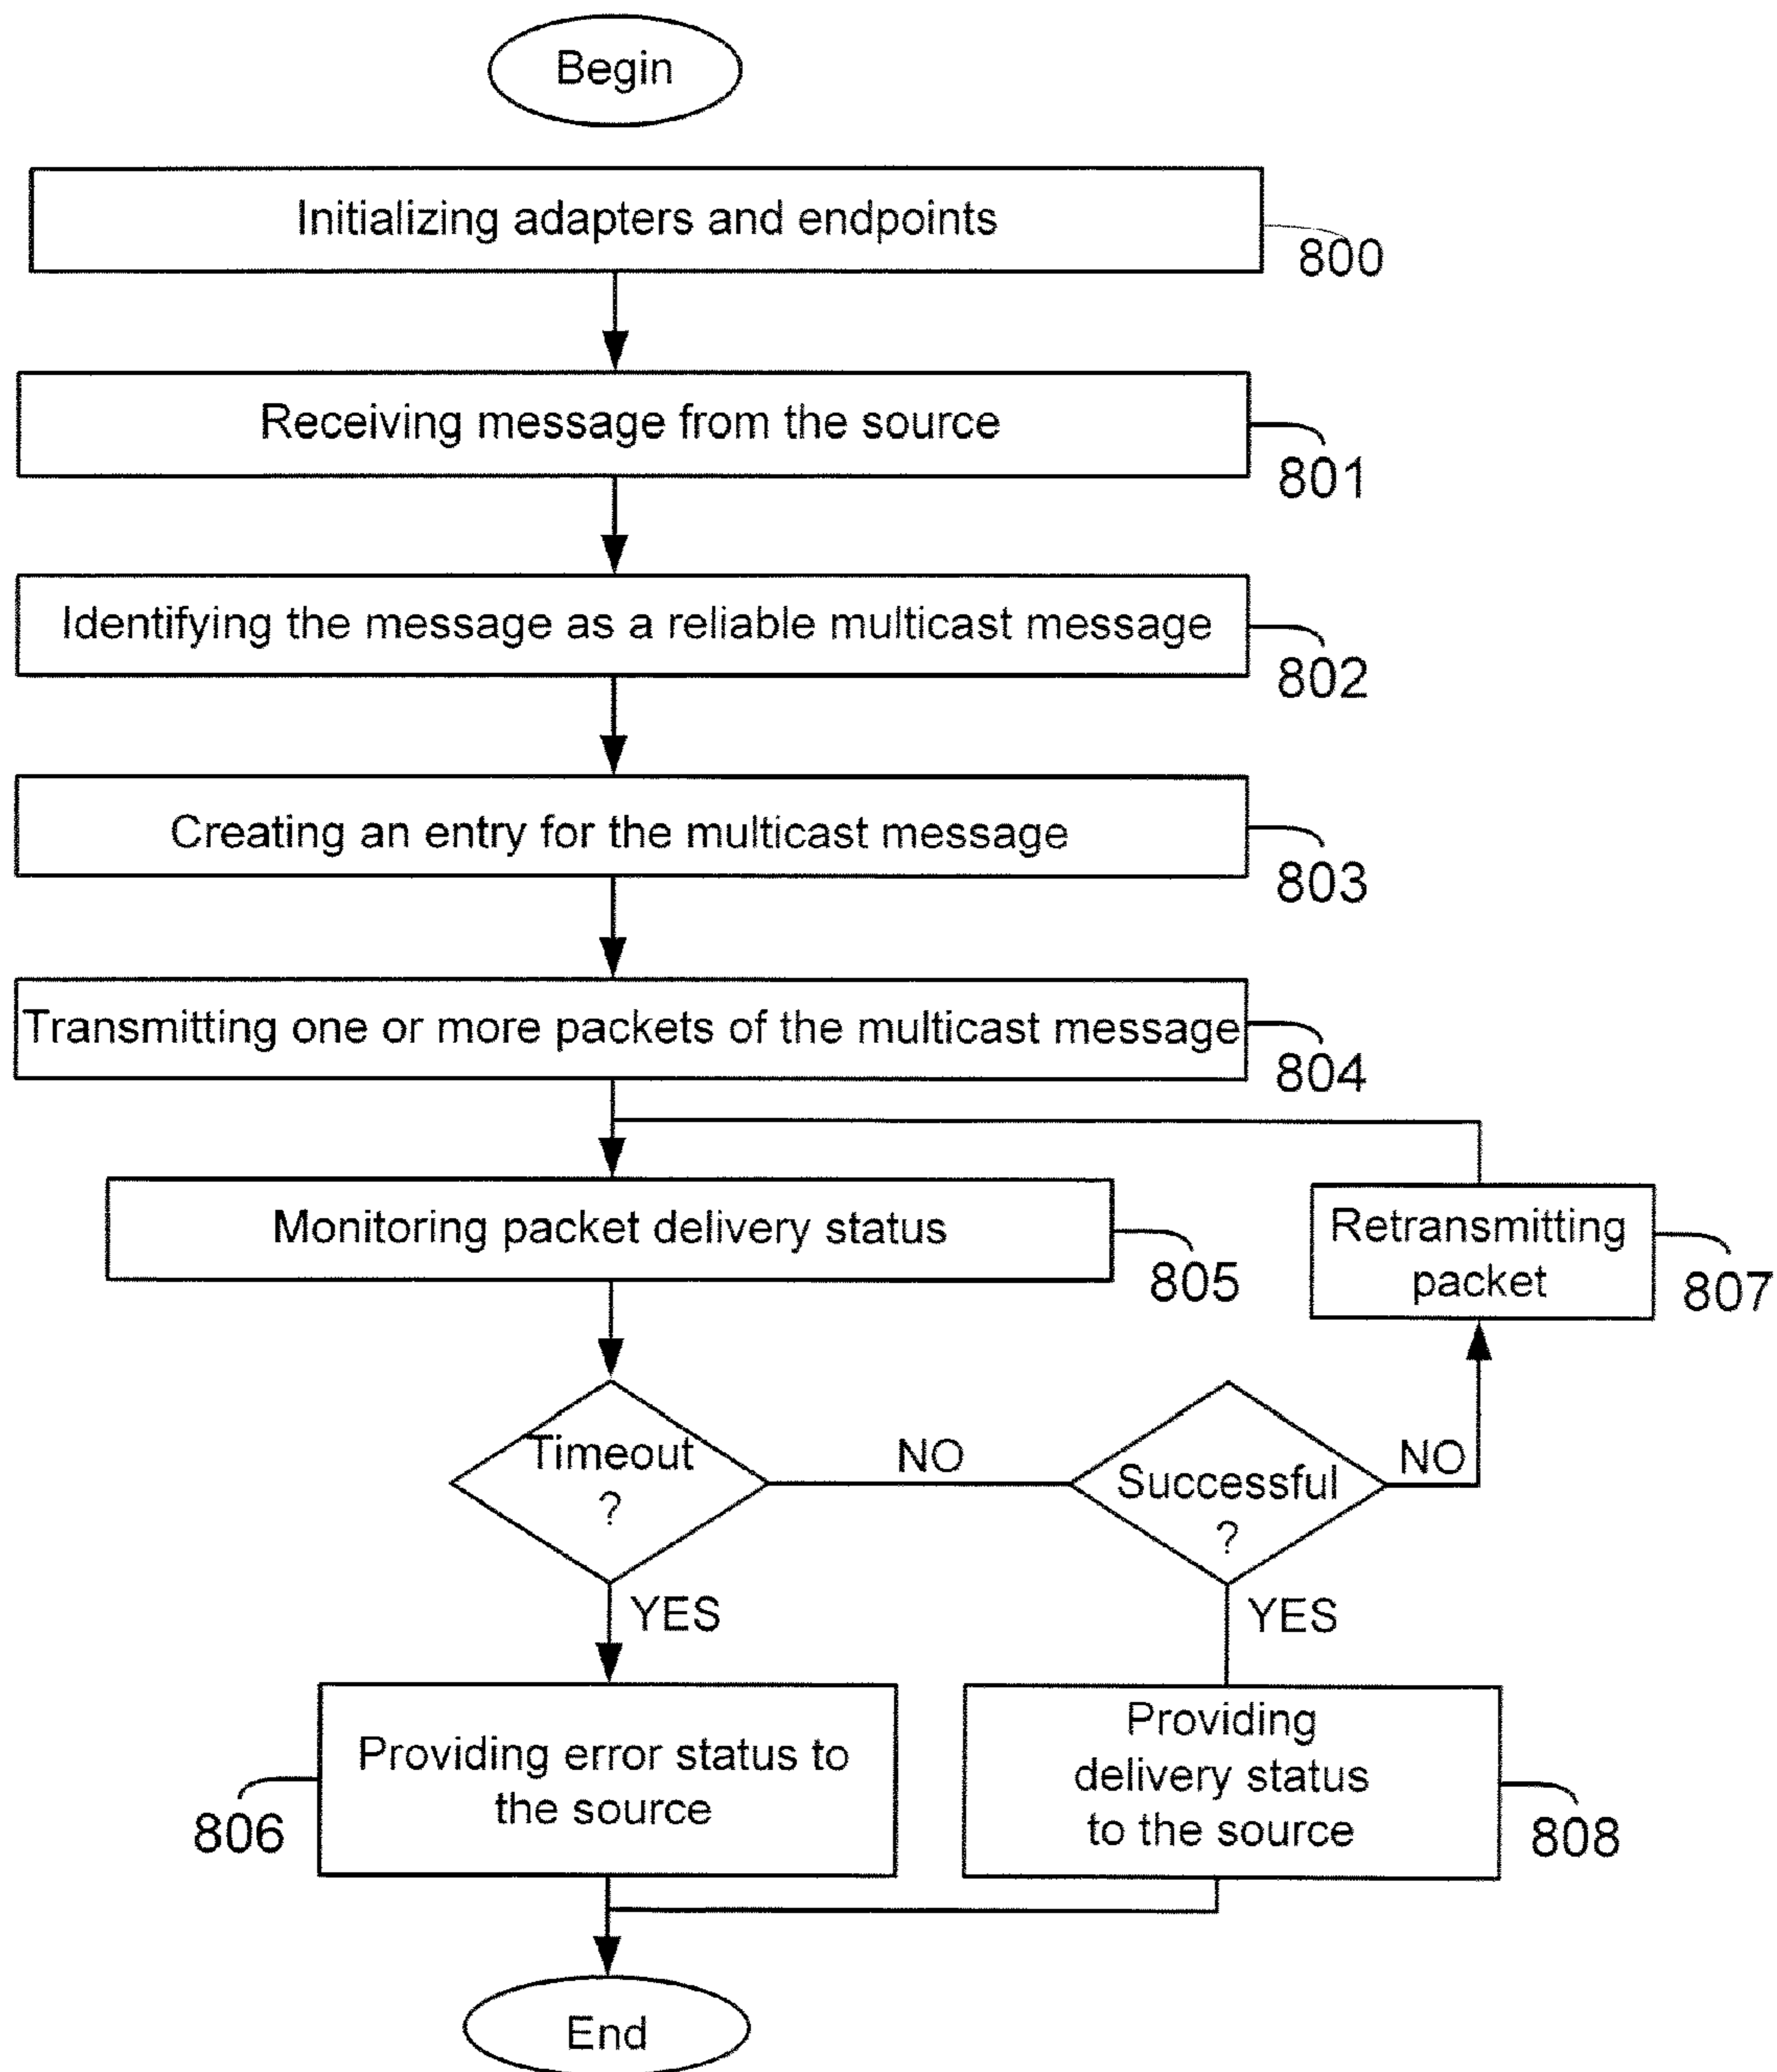 Begin
Initializing adapters and endpoints
800
Receiving message from the source
801
Identifying the message as a reliable multicast message
802
Creating an entry for the multicast message
803
Transmitting one or more packets of the multicast message
804
Monitoring packet delivery status
805
Retransmitting
packet
807
Timeout
?
NO
Successful
?
NO
YES
YES
Providing error status to
the source
806
Providing
delivery status
to the source
808
End